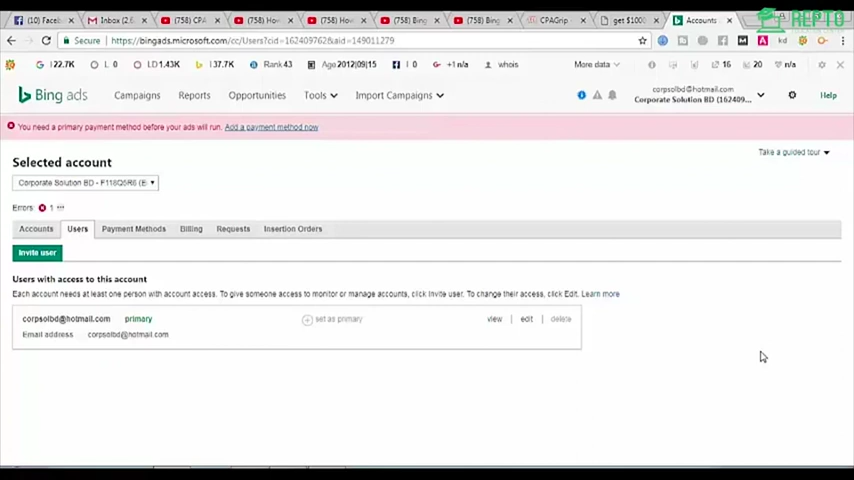 (10) Facebo
Inbox (2.6
(758) CPA
(758) How
(758) How
(758) Bing
(758) Bing
CPAGrip
get $1000
Accounts
REPTO
Secure | https://bingads.microsoft.com/cc/Users?cid=162409762&aid=149011279
I 22.7K
L 0
LD 1.43K
I 37.7K
Rank 43
Age 2012|09|15
I 0
+1 n/a
whois
More data
16
20
n/a
Bing ads
Campaigns
Reports
Opportunities
Tools
Import Campaigns
corpsolbd@hotmail.com
Corporate Solution BD (162409...
Help
You need a primary payment method before your ads will run. Add a payment method now
Selected account
Take a guided tour
Corporate Solution BD - F118Q5R6 (B
Errors: 1 ...
Accounts
Users
Payment Methods
Billing
Requests
Insertion Orders
Invite user
Users with access to this account
Each account needs at least one person with account access. To give someone access to monitor or manage accounts, click Invite user. To change their access, click Edit. Learn more
corpsolbd@hotmail.com primary
set as primary
view | edit | delete
Email address corpsolbd@hotmail.com